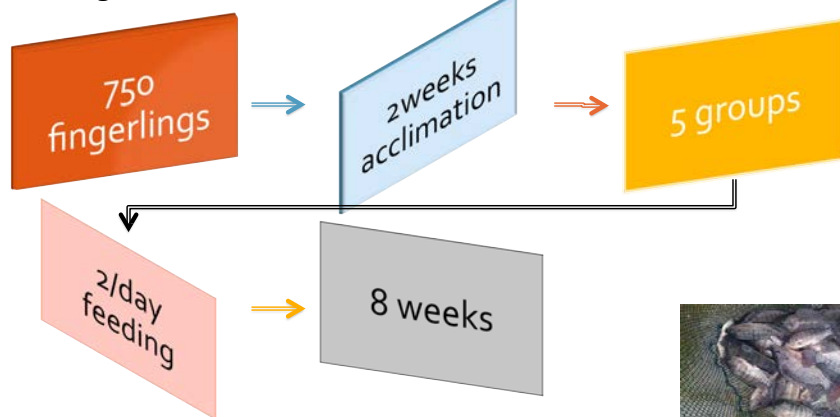 750
fingerlings
2weeks
acclimation
5 groups
2/day
feeding
8 weeks